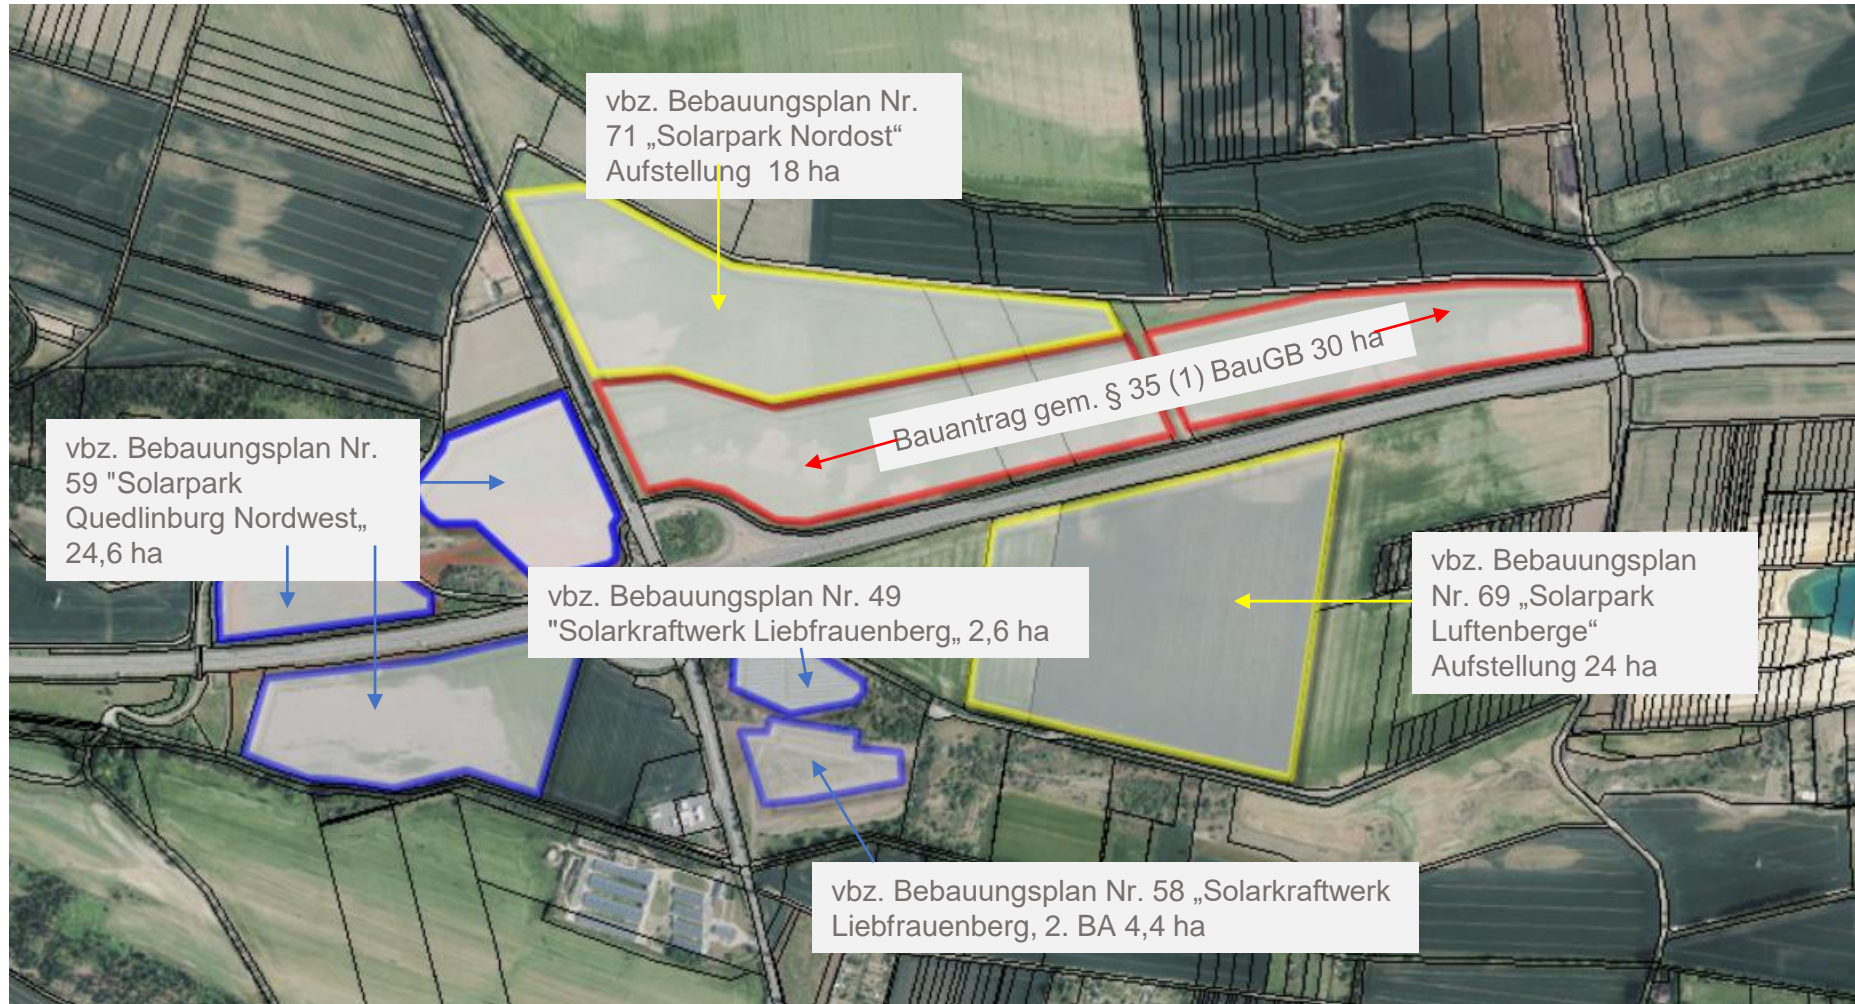 vbz. Bebauungsplan Nr.
71 „Solarpark Nordost“
Aufstellung  18 ha
Bauantrag gem. § 35 (1) BauGB 30 ha
vbz. Bebauungsplan Nr.
59 "Solarpark
Quedlinburg Nordwest„
24,6 ha
vbz. Bebauungsplan Nr. 49
"Solarkraftwerk Liebfrauenberg„ 2,6 ha
vbz. Bebauungsplan
Nr. 69 „Solarpark
Luftenberge“
Aufstellung 24 ha
vbz. Bebauungsplan Nr. 58 „Solarkraftwerk
Liebfrauenberg, 2. BA 4,4 ha